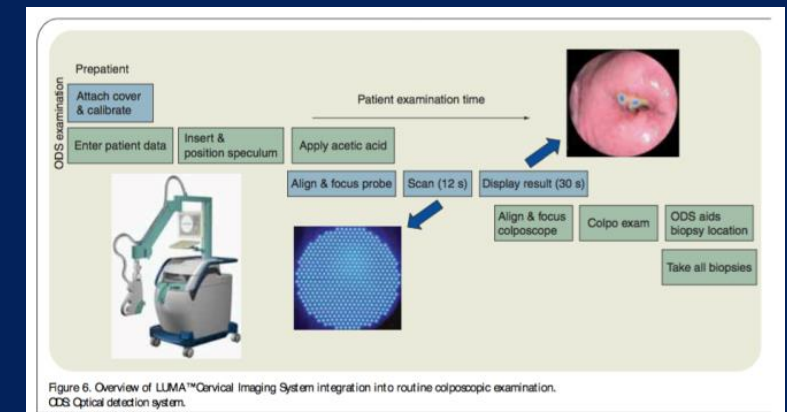 Prepatient
ODS examination
Attach cover
& calibrate
Patient examination time
Enter patient data
Insert &
position speculum
Apply acetic acid
Align & focus probe
Scan (12 s)
Display result (30 s)
Align & focus
colposcope
Colpo exam
ODS aids
biopsy location
Take all biopsies
Figure 6. Overview of LUMA™Cervical Imaging System integration into routine colposcopic examination.
ODS: Optical detection system.